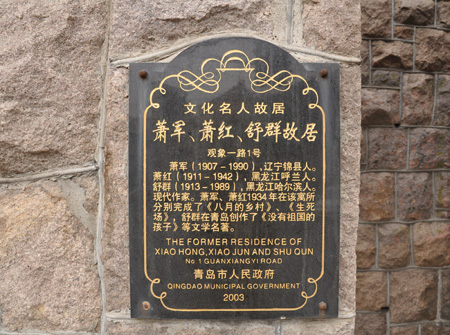 文化名人故居
萧军、萧红、舒群故居
观象一路1号
萧军（1907－1990），辽宁锦县人。
萧红（1911－1942），黑龙江呼兰人。
舒群（1913－1989），黑龙江哈尔滨人。
现代作家。萧军、萧红1934年在该寓所
分别完成了《八月的乡村》、《生死
场》，舒群在青岛创作了《没有祖国的
孩子》等文学名著。
THE FORMER RESIDENCE OF
XIAO HONG, XIAO JUN AND SHU QUN
No 1 GUANXIANGYI ROAD
青岛市人民政府
QINGDAO MUNICIPAL GOVERNMENT
2003